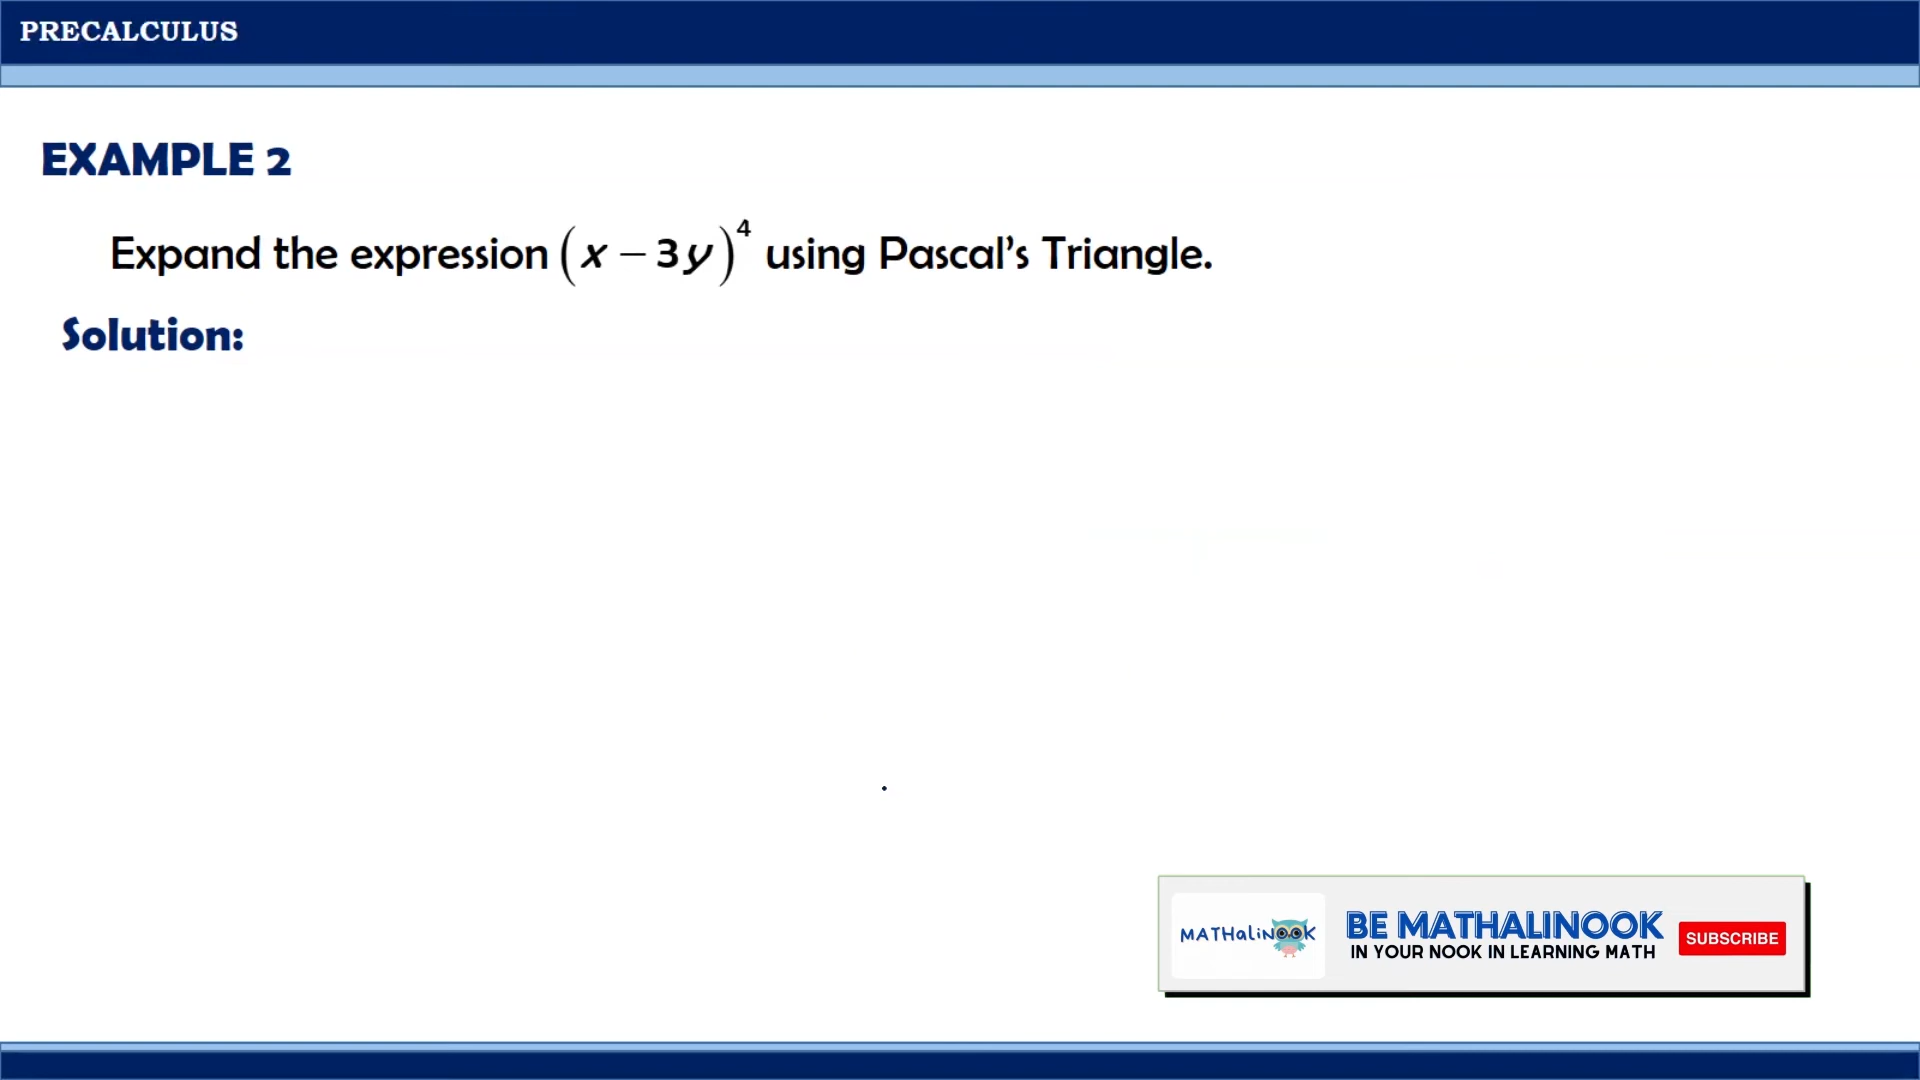 PRECALCULUS
EXAMPLE 2
Expand the expression (x − 3y)⁴ using Pascal’s Triangle.
Solution:
MATHaliNOOK
BE MATHALINOOK
IN YOUR NOOK IN LEARNING MATH
SUBSCRIBE